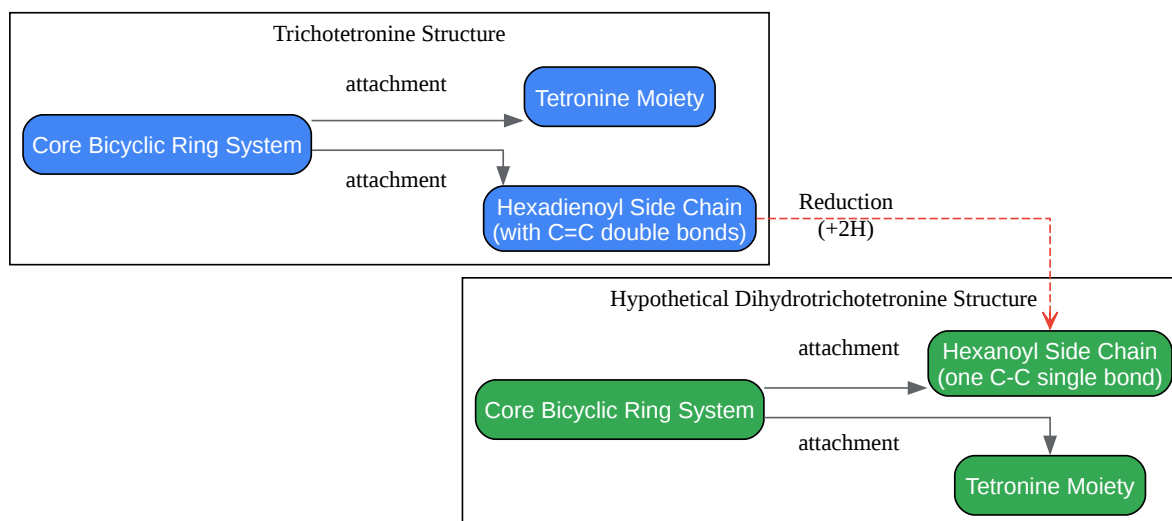 Trichotetronine Structure
attachment
Tetronine Moiety
Core Bicyclic Ring System
attachment
Hexadienoyl Side Chain
(with C=C double bonds)
Reduction
(+2H)
Hypothetical Dihydrotrichotetronine Structure
attachment
Hexanoyl Side Chain
(one C-C single bond)
Core Bicyclic Ring System
attachment
Tetronine Moiety